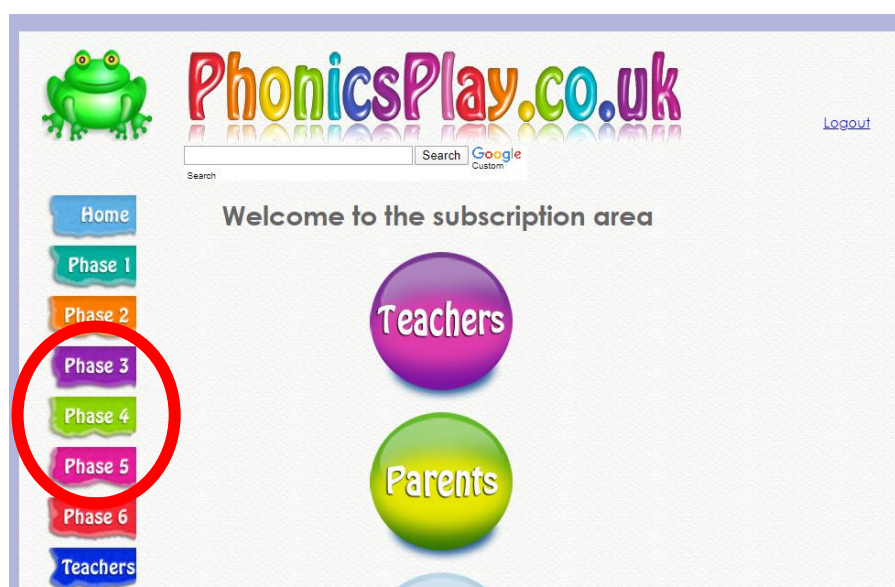 PhonicsPlay.co.uk
Logout
Search Google
Custom
Search
Home
Welcome to the subscription area
Phase 1
Teachers
Phase 2
Phase 3
Phase 4
Phase 5
Parents
Phase 6
Teachers